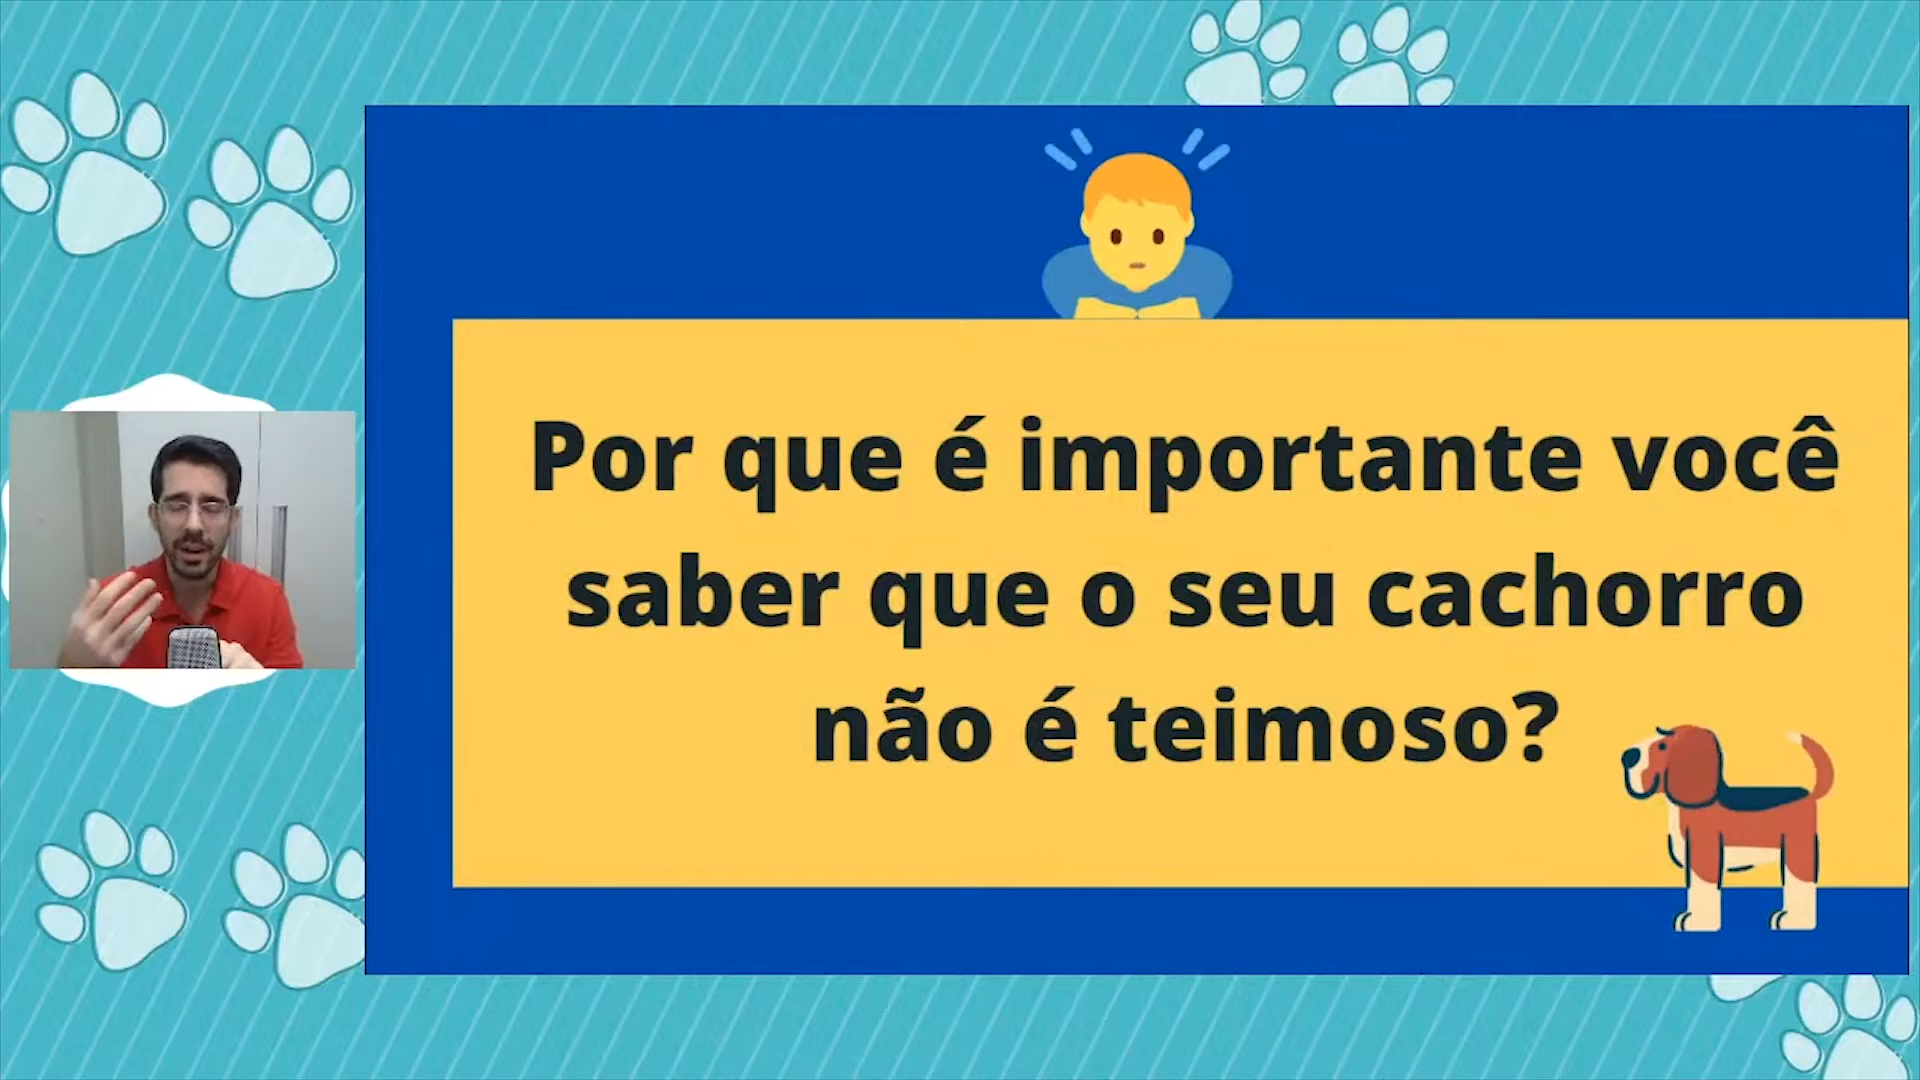 Por que é importante você
saber que o seu cachorro
não é teimoso?